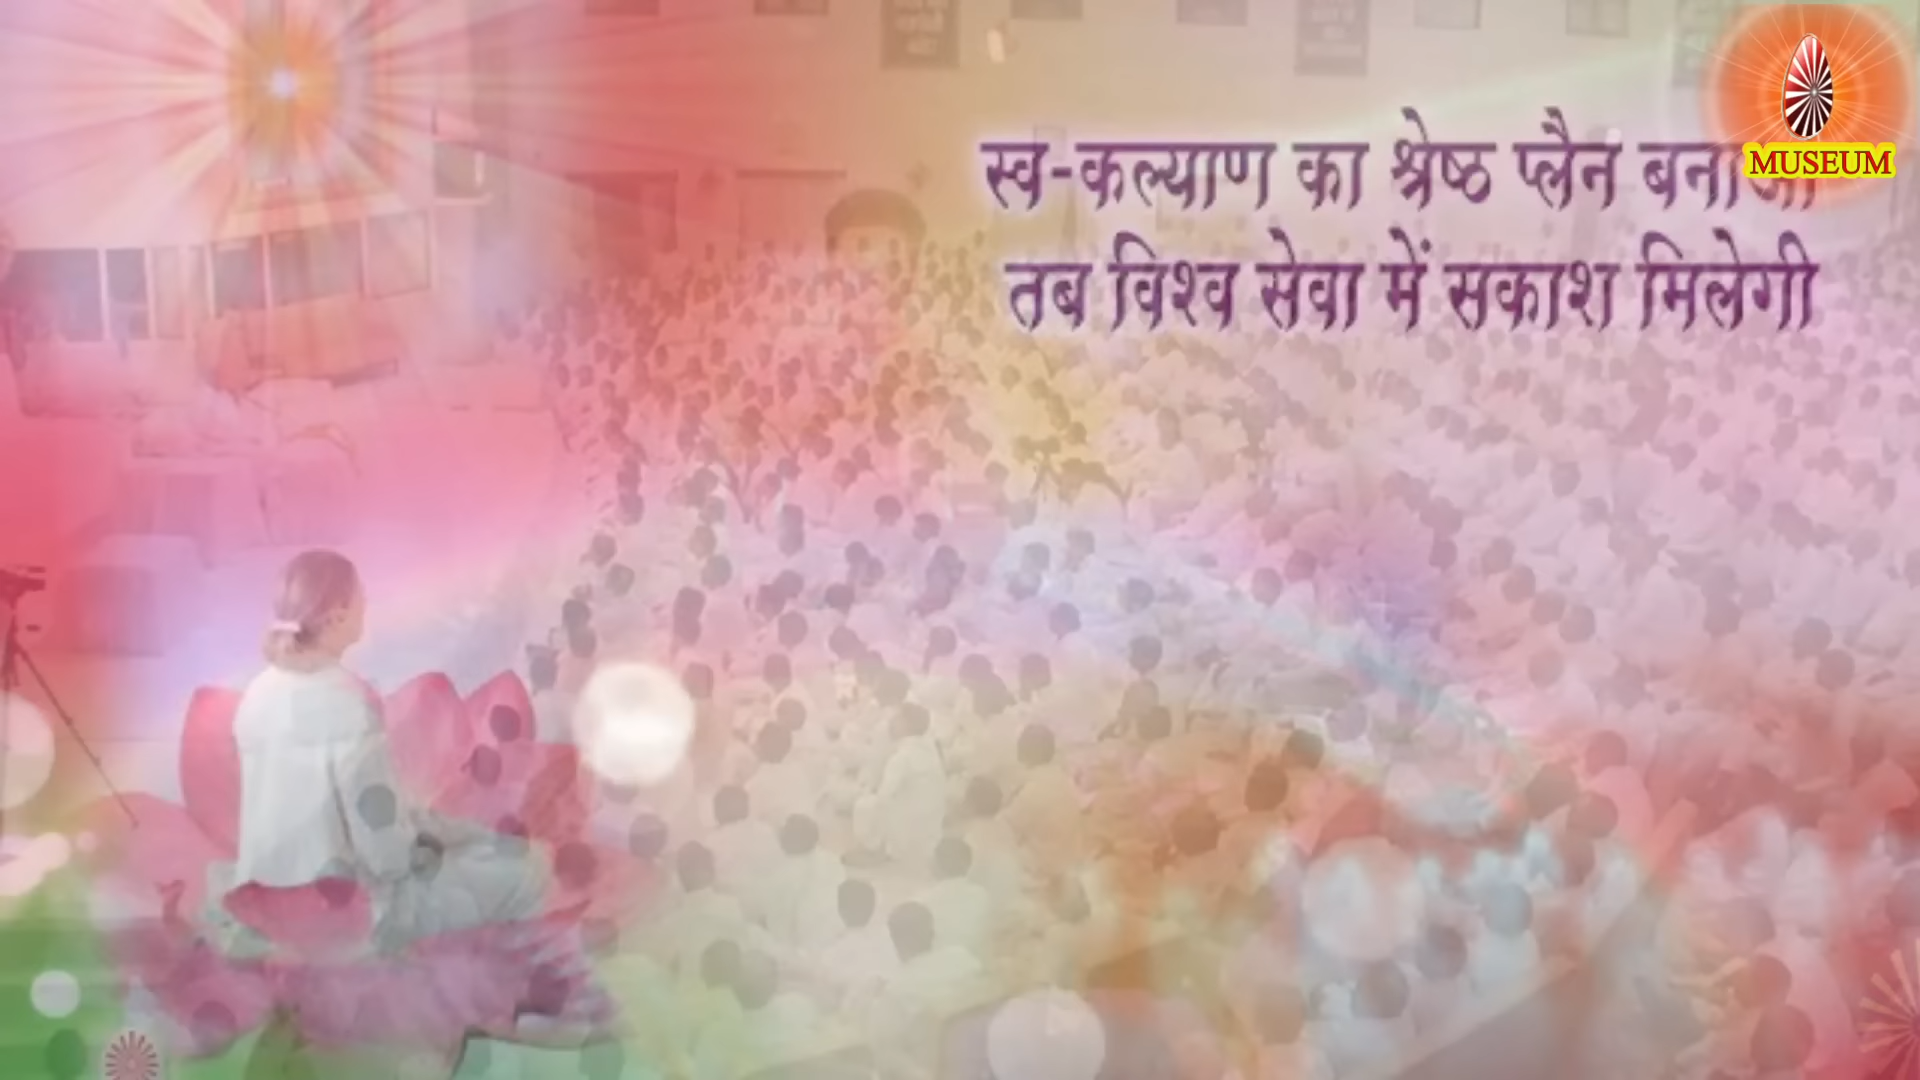 स्व-कल्याण का श्रेष्ठ प्लैन
तब विश्व सेवा में सकाश मिलेगी
MUSEUM